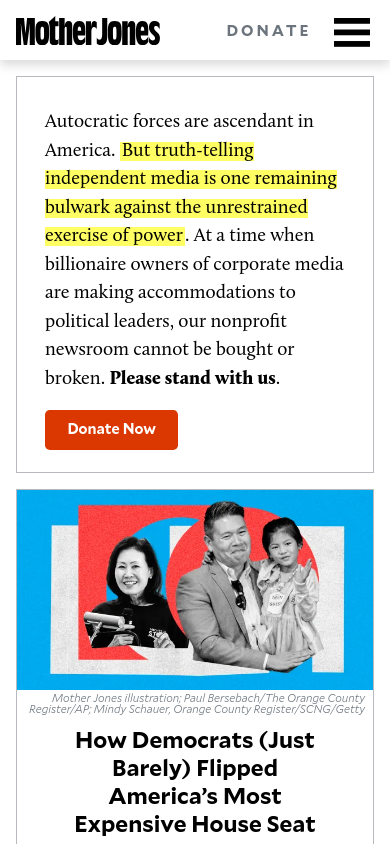 Mother Jones
DONATE
Autocratic forces are ascendant in
America. But truth-telling
independent media is one remaining
bulwark against the unrestrained
exercise of power. At a time when
billionaire owners of corporate media
are making accommodations to
political leaders, our nonprofit
newsroom cannot be bought or
broken. Please stand with us.
Donate Now
Mother Jones illustration; Paul Bersebach/The Orange County
Register/AP; Mindy Schauer, Orange County Register/SCNG/Getty
How Democrats (Just
Barely) Flipped
America’s Most
Expensive House Seat